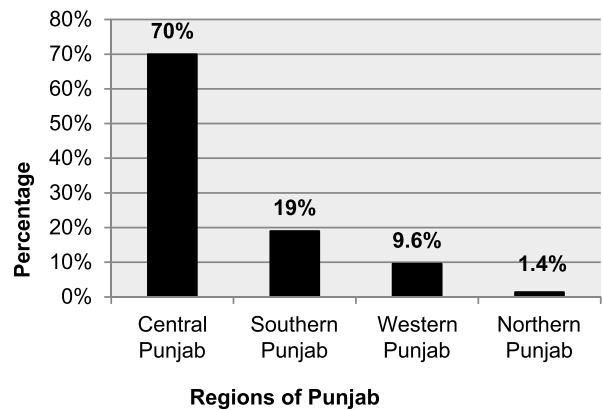 80%
70%
60%
50%
40%
30%
20%
10%
0%
Percentage
70%
19%
9.6%
1.4%
Central
Punjab
Southern
Punjab
Western
Punjab
Northern
Punjab
Regions of Punjab